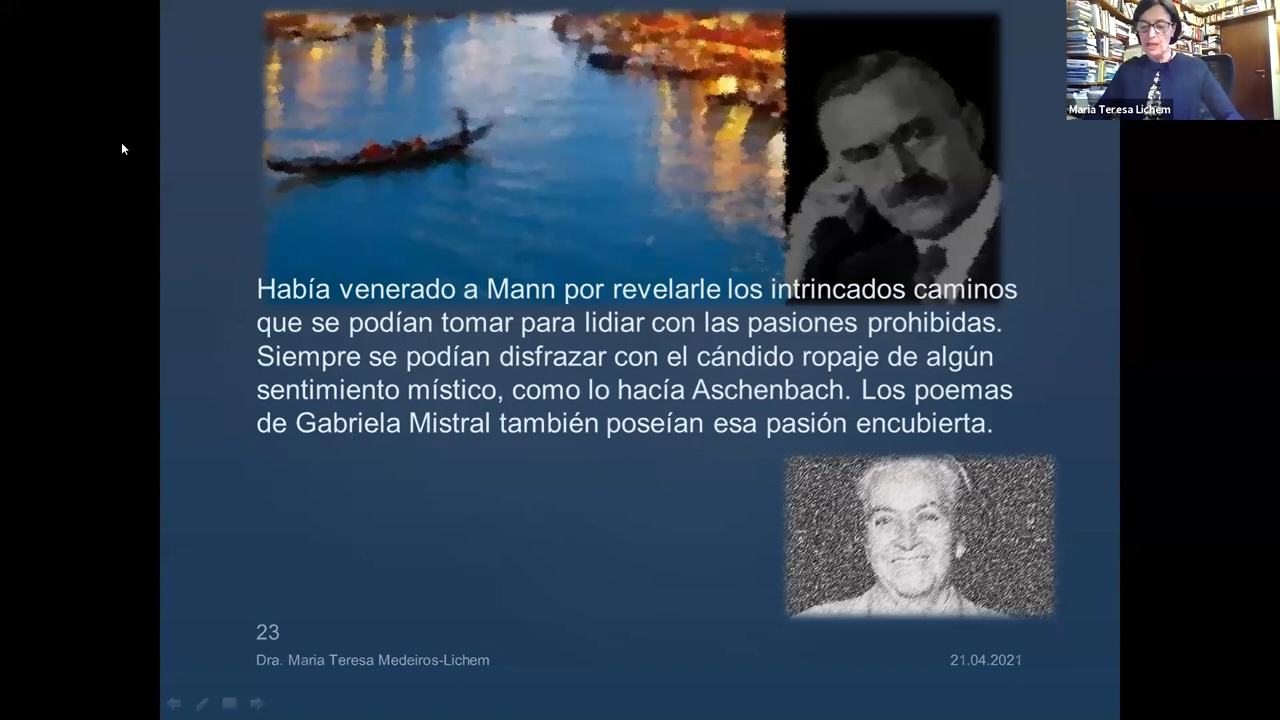 Maria Teresa Lichem
Había venerado a Mann por revelarle los intrincados caminos
que se podían tomar para lidiar con las pasiones prohibidas.
Siempre se podían disfrazar con el cándido ropaje de algún
sentimiento místico, como lo hacía Aschenbach. Los poemas
de Gabriela Mistral también poseían esa pasión encubierta.
23
Dra. Maria Teresa Medeiros-Lichem
21.04.2021